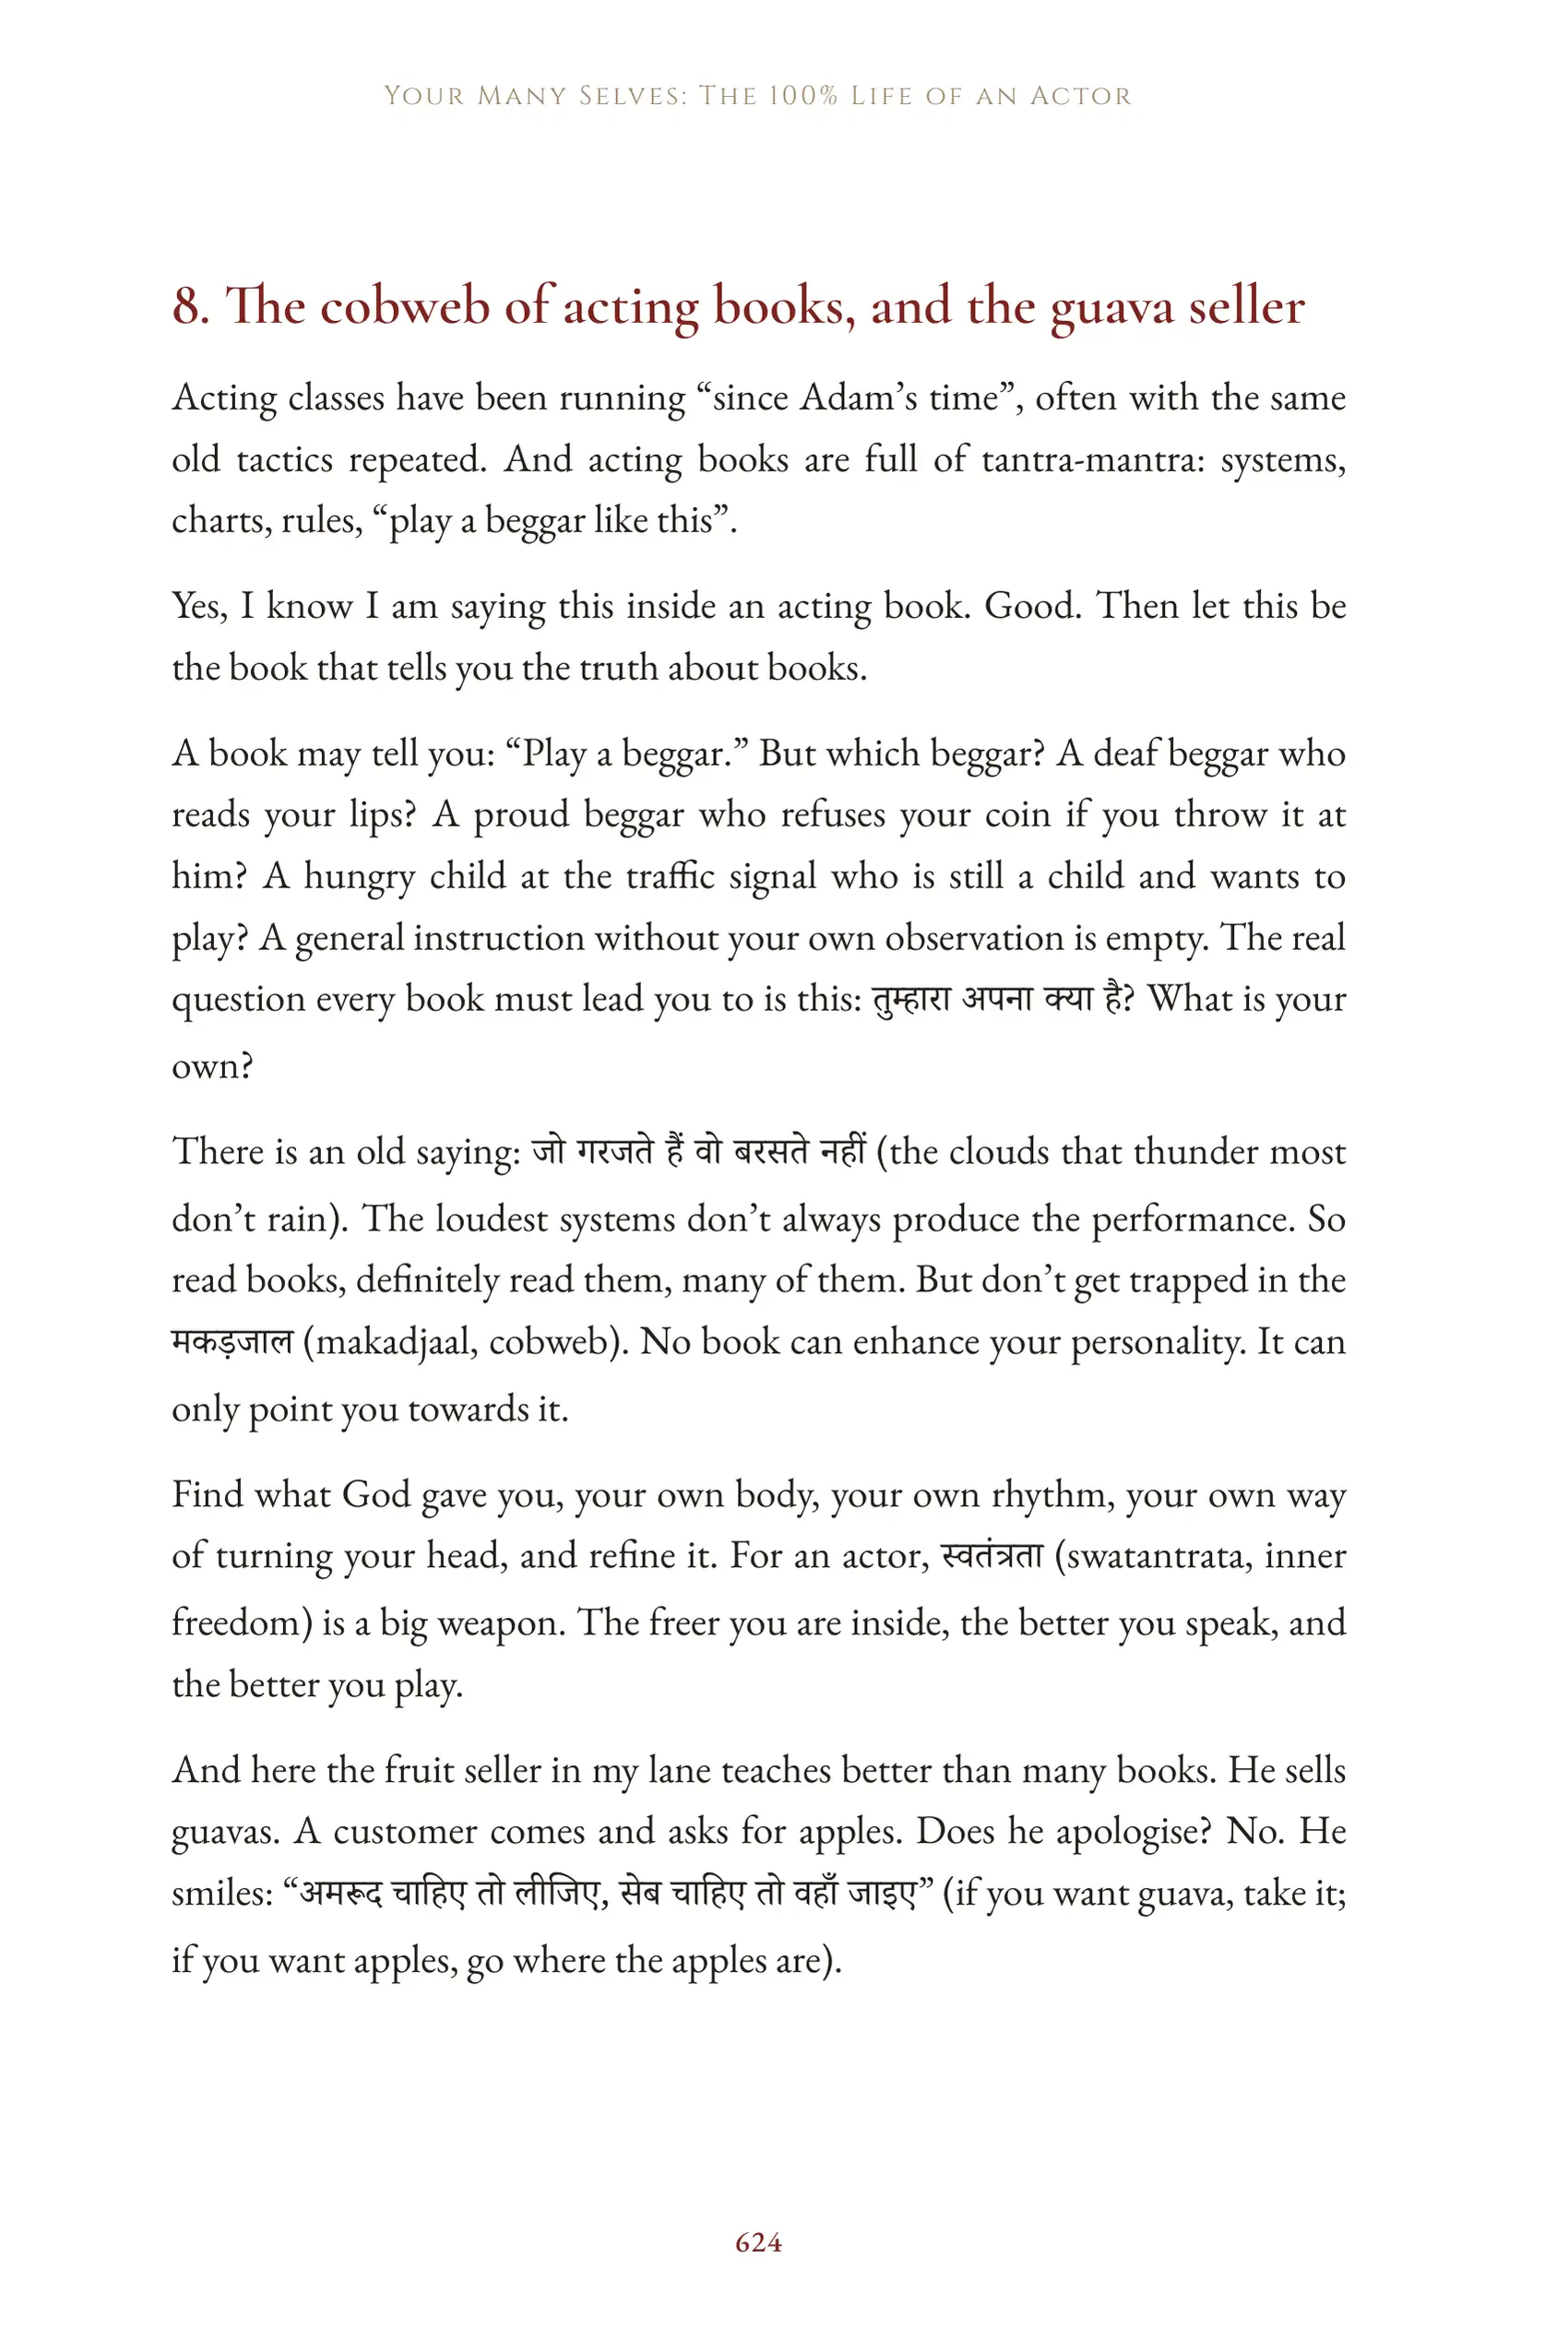 Your Many Selves: The 100% Life of an Actor
8. The cobweb of acting books, and the guava seller
Acting classes have been running “since Adam’s time”, often with the same
old tactics repeated. And acting books are full of tantra-mantra: systems,
charts, rules, “play a beggar like this”.
Yes, I know I am saying this inside an acting book. Good. Then let this be
the book that tells you the truth about books.
A book may tell you: “Play a beggar.” But which beggar? A deaf beggar who
reads your lips? A proud beggar who refuses your coin if you throw it at
him? A hungry child at the traffic signal who is still a child and wants to
play? A general instruction without your own observation is empty. The real
question every book must lead you to is this: तुम्हारा अपना क्या है? What is your
own?
There is an old saying: जो गरजते हैं वो बरसते नहीं (the clouds that thunder most
don’t rain). The loudest systems don’t always produce the performance. So
read books, definitely read them, many of them. But don’t get trapped in the
मकड़जाल (makadjaal, cobweb). No book can enhance your personality. It can
only point you towards it.
Find what God gave you, your own body, your own rhythm, your own way
of turning your head, and refine it. For an actor, स्वतंत्रता (swatantrata, inner
freedom) is a big weapon. The freer you are inside, the better you speak, and
the better you play.
And here the fruit seller in my lane teaches better than many books. He sells
guavas. A customer comes and asks for apples. Does he apologise? No. He
smiles: “अमरूद चाहिए तो लीजिए, सेब चाहिए तो वहाँ जाइए” (if you want guava, take it;
if you want apples, go where the apples are).
624